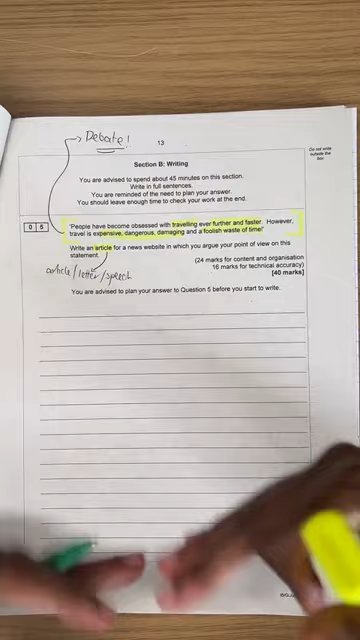 Debate!
13
Do not write
outside the
box
Section B: Writing
You are advised to spend about 45 minutes on this section.
Write in full sentences.
You are reminded of the need to plan your answer.
You should leave enough time to check your work at the end.
0 5
'People have become obsessed with travelling ever further and faster. However,
travel is expensive, dangerous, damaging and a foolish waste of time!'
Write an article for a news website in which you argue your point of view on this
statement.
article/letter/speech
(24 marks for content and organisation
16 marks for technical accuracy)
[40 marks]
You are advised to plan your answer to Question 5 before you start to write.